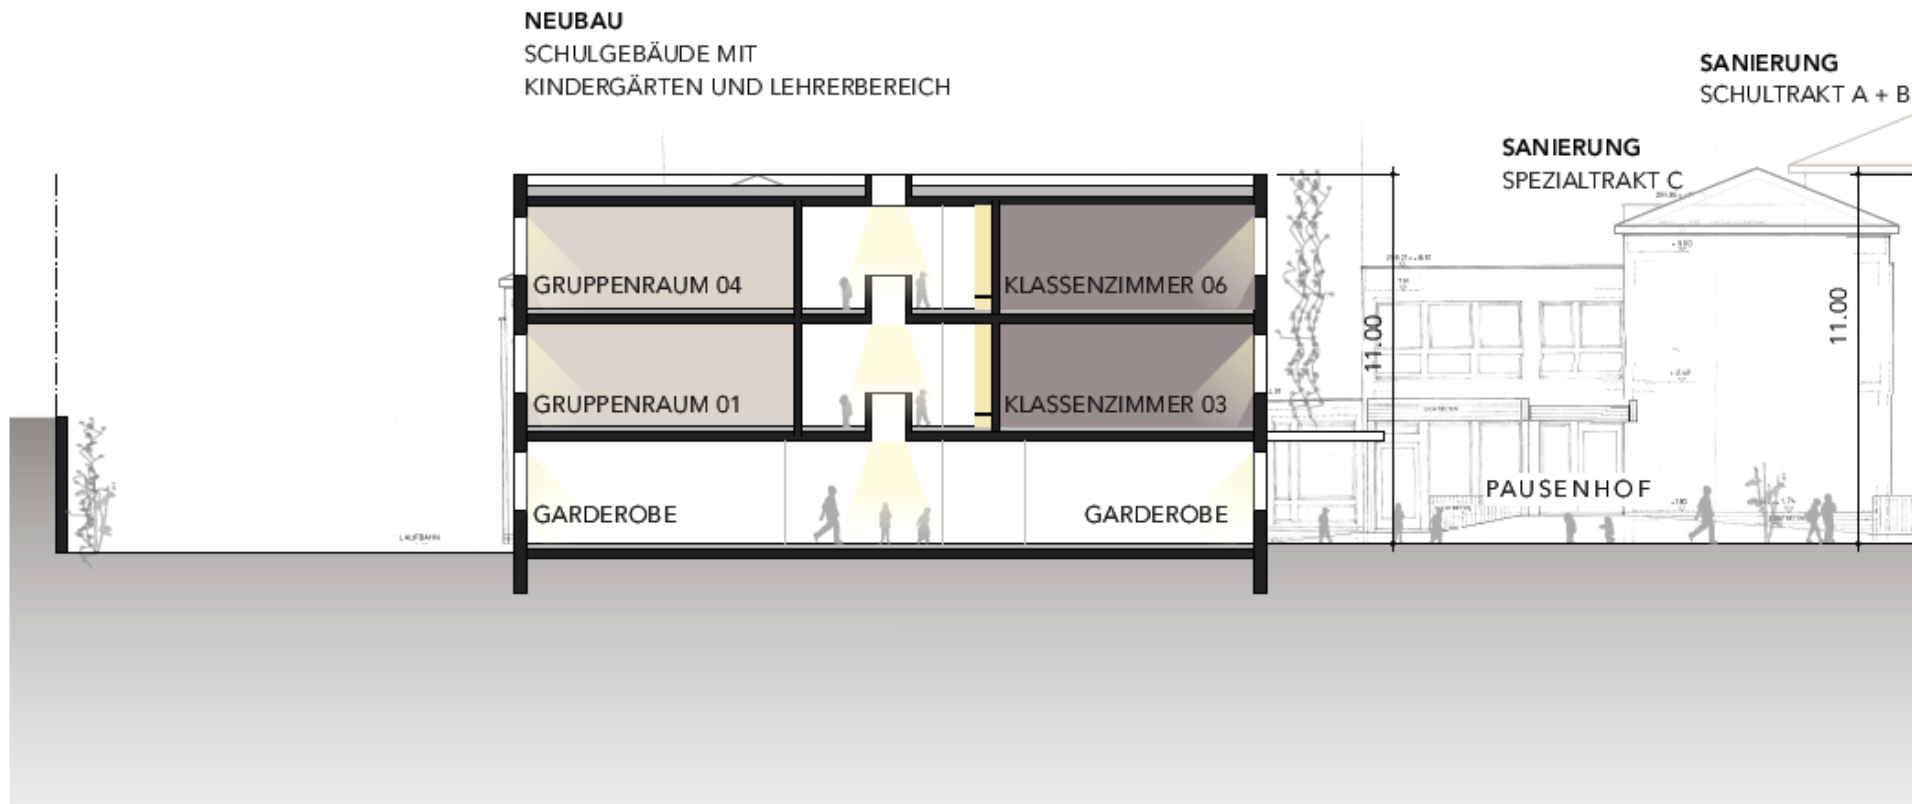 NEUBAU
SCHULGEBÄUDE MIT
KINDERGÄRTEN UND LEHRERBEREICH
SANIERUNG
SCHULTRAKT A + B
SANIERUNG
SPEZIALTRAKT C
GRUPPENRAUM 04
KLASSENZIMMER 06
11.00
11.00
GRUPPENRAUM 01
KLASSENZIMMER 03
PAUSENHOF
GARDEROBE
GARDEROBE
LAUFBAHN